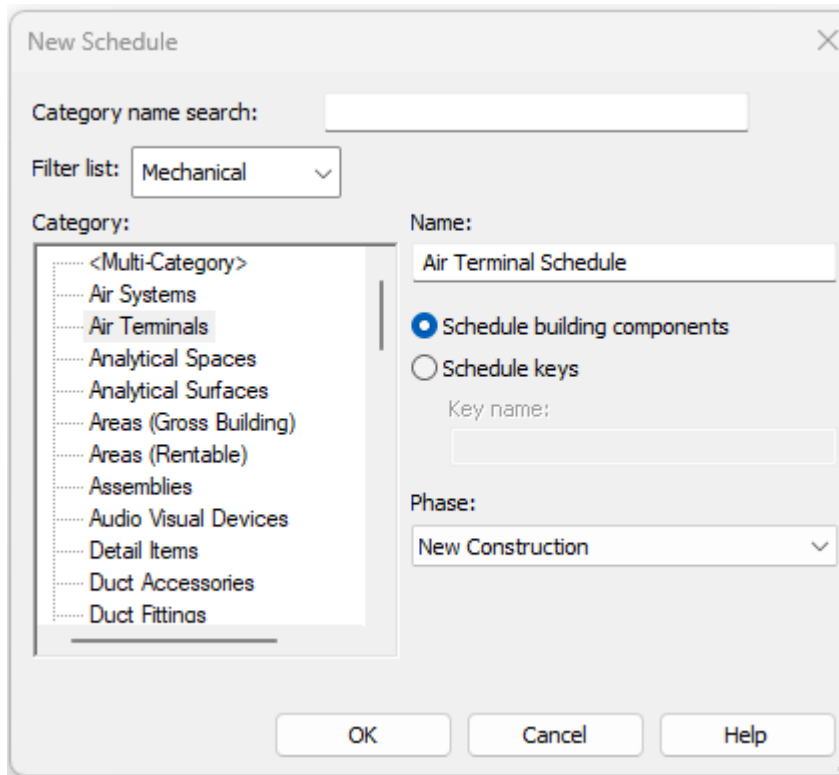 New Schedule
Category name search:
Filter list: Mechanical
Category:
<Multi-Category>
Air Systems
Air Terminals
Analytical Spaces
Analytical Surfaces
Areas (Gross Building)
Areas (Rentable)
Assemblies
Audio Visual Devices
Detail Items
Duct Accessories
Duct Fittings
Name:
Air Terminal Schedule
Schedule building components
Schedule keys
Key name:
Phase:
New Construction
OK Cancel Help